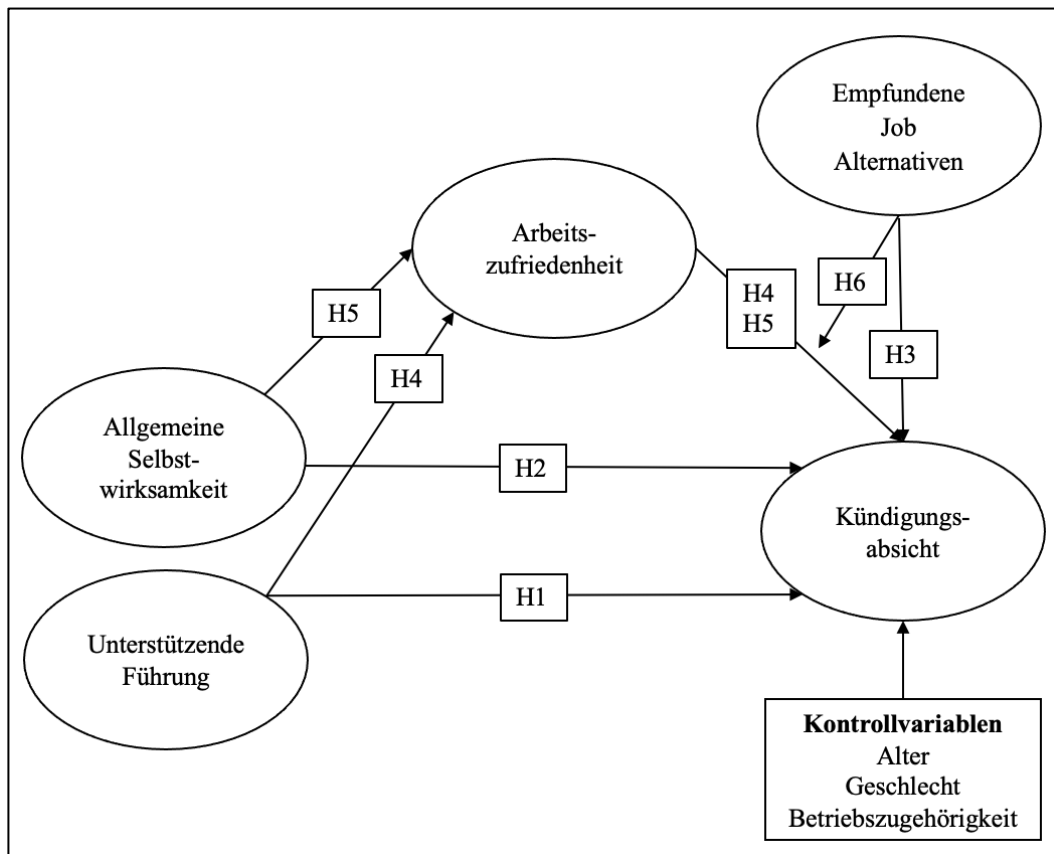 Empfundene
Job
Alternativen
Arbeits-
zufriedenheit
H4
H5
H6
H5
H3
H4
Allgemeine
Selbst-
wirksamkeit
H2
Kündigungs-
absicht
H1
Unterstützende
Führung
Kontrollvariablen
Alter
Geschlecht
Betriebszugehörigkeit